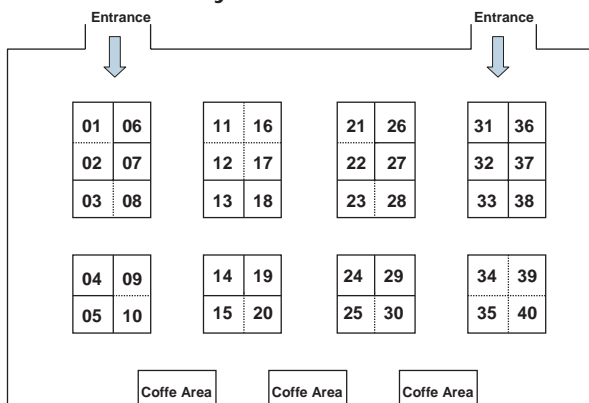 Entrance Entrance
01 06 11 16 21 26 31 36
02 07 12 17 22 27 32 37
03 08 13 18 23 28 33 38
04 09 14 19 24 29 34 39
05 10 15 20 25 30 35 40
Coffe Area Coffe Area Coffe Area